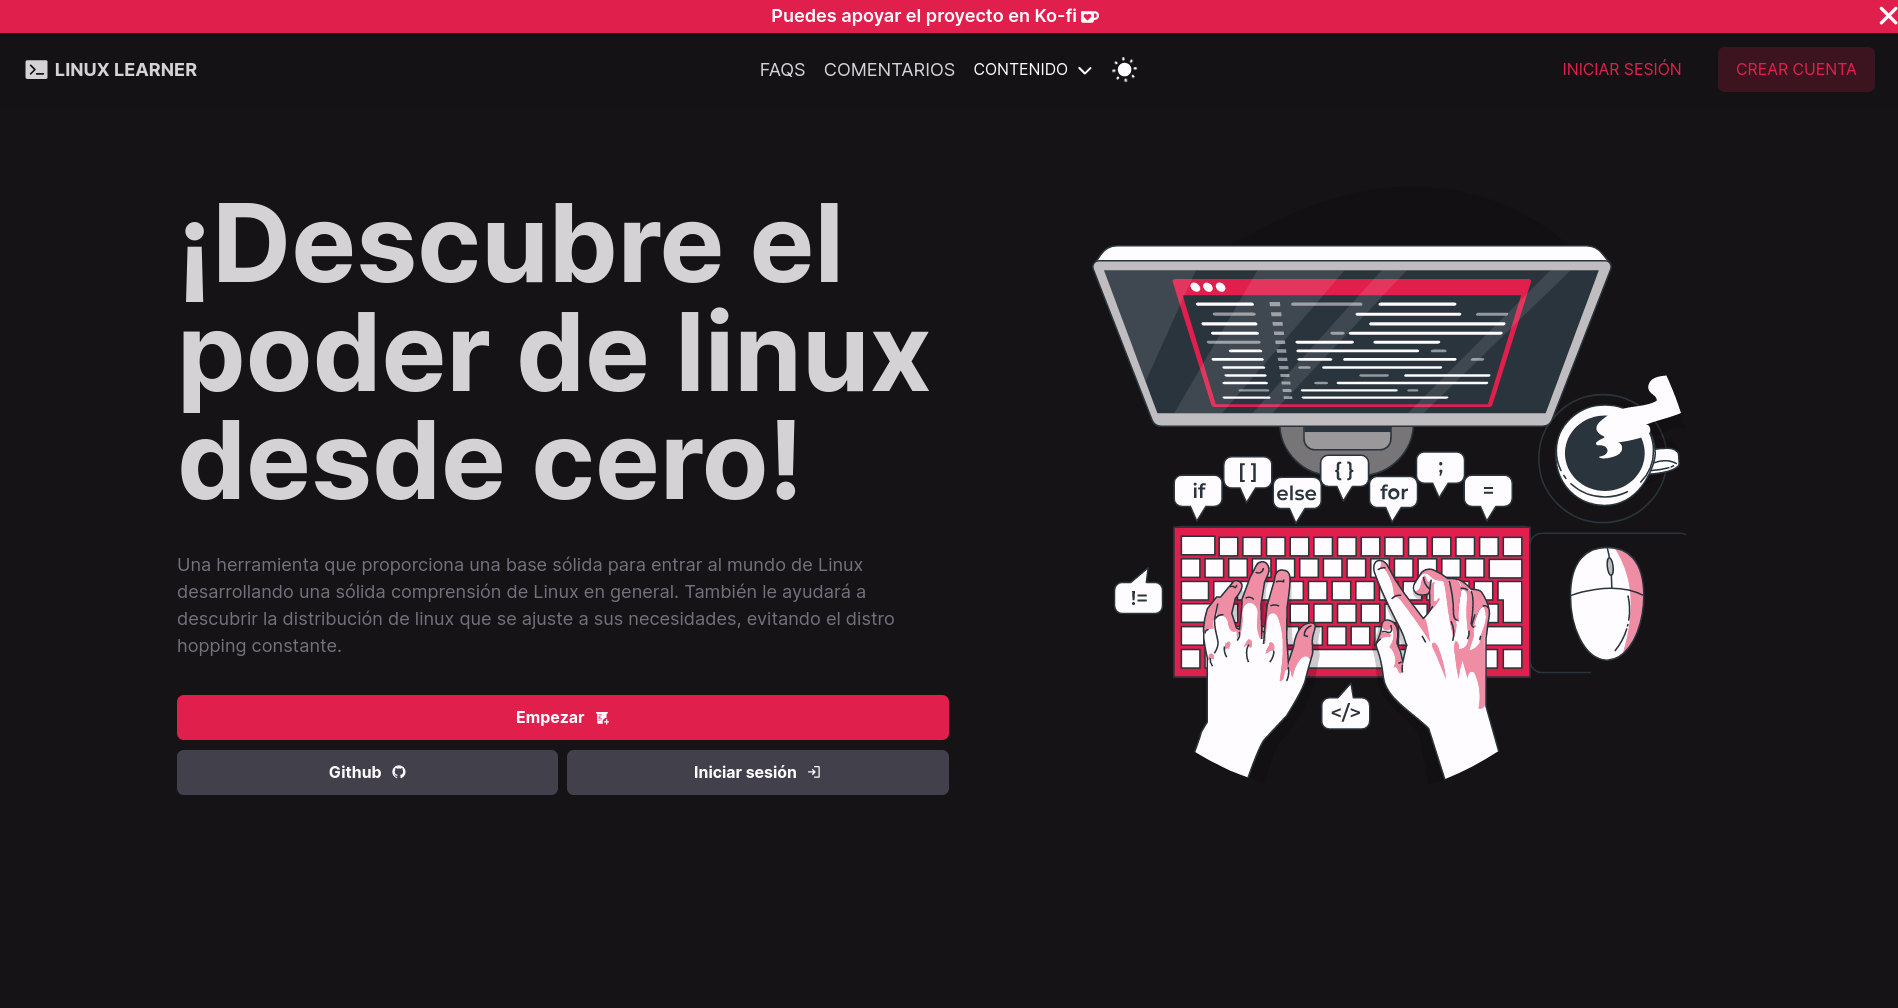 Puedes apoyar el proyecto en Ko-fi
LINUX LEARNER
FAQS
COMENTARIOS
CONTENIDO
INICIAR SESIÓN
CREAR CUENTA
¡Descubre el
poder de linux
desde cero!
Una herramienta que proporciona una base sólida para entrar al mundo de Linux
desarrollando una sólida comprensión de Linux en general. También le ayudará a
descubrir la distribución de linux que se ajuste a sus necesidades, evitando el distro
hopping constante.
Empezar
Github
Iniciar sesión
if
[ ]
else
{ }
for
;
=
!=
</>